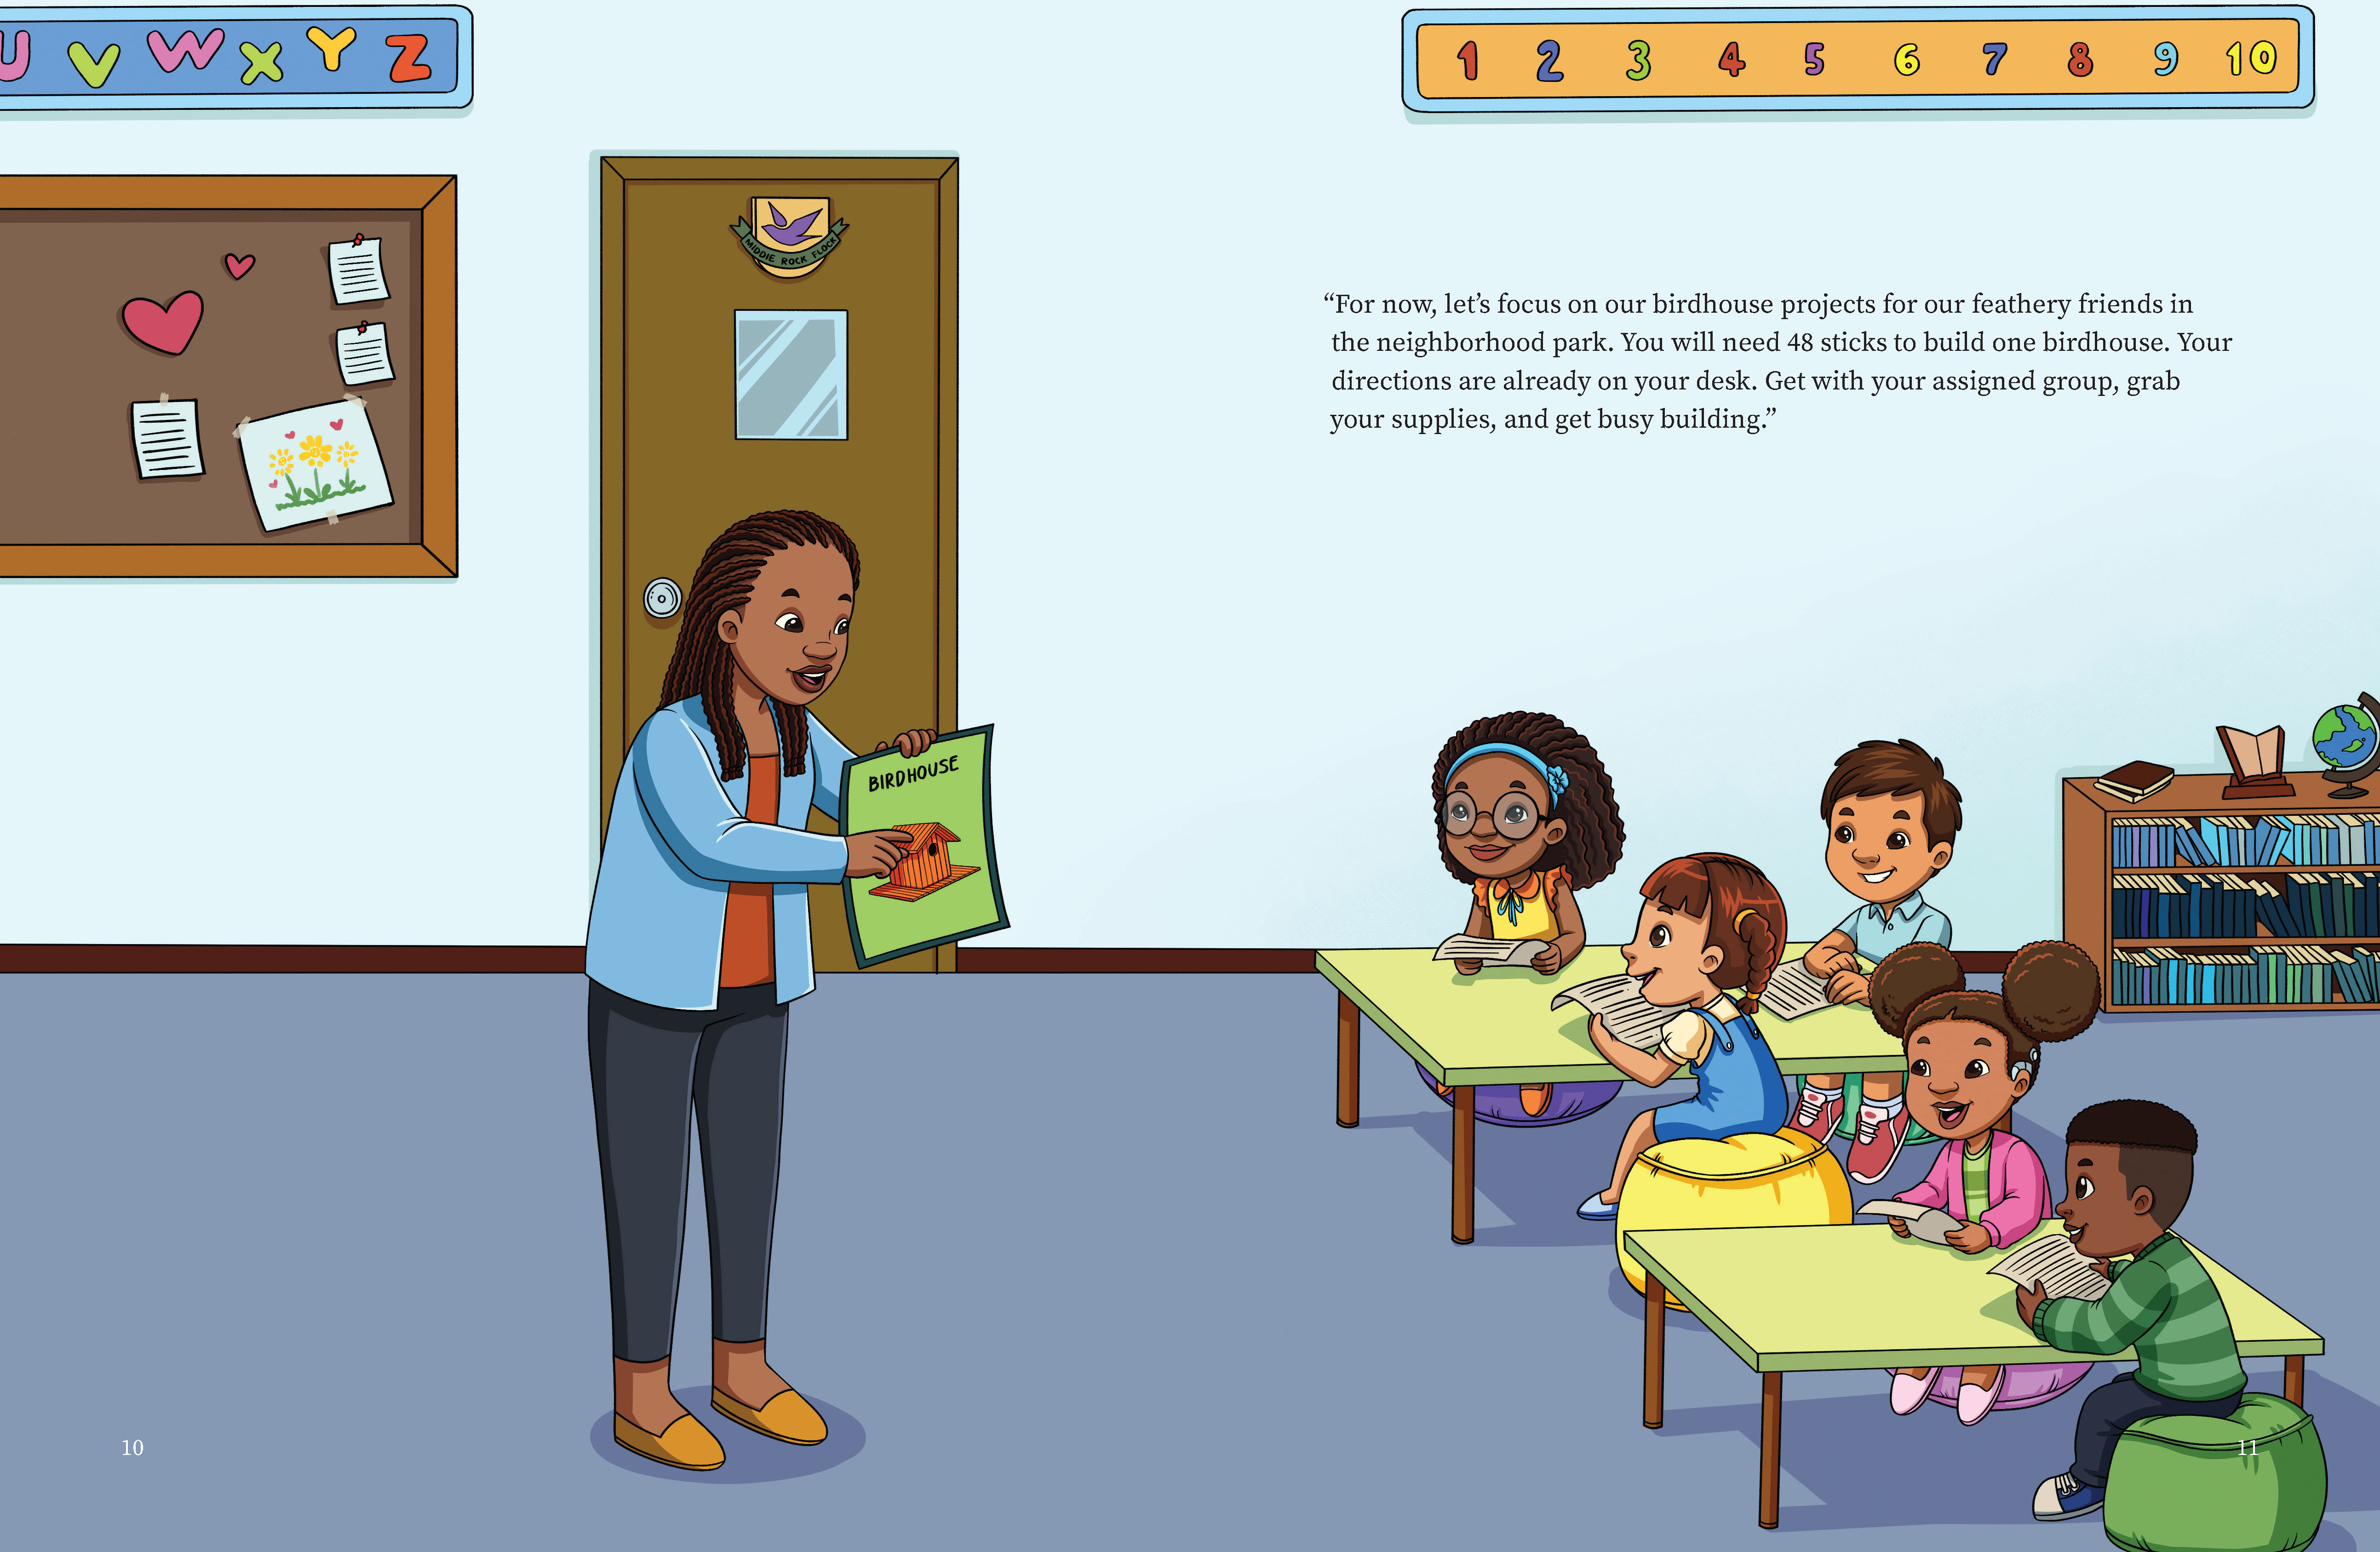 U V W X Y Z
1 2 3 4 5 6 7 8 9 10
MIDDIE ROCK FLOCK
“For now, let’s focus on our birdhouse projects for our feathery friends in
the neighborhood park. You will need 48 sticks to build one birdhouse. Your
directions are already on your desk. Get with your assigned group, grab
your supplies, and get busy building.”
BIRDHOUSE
10
11